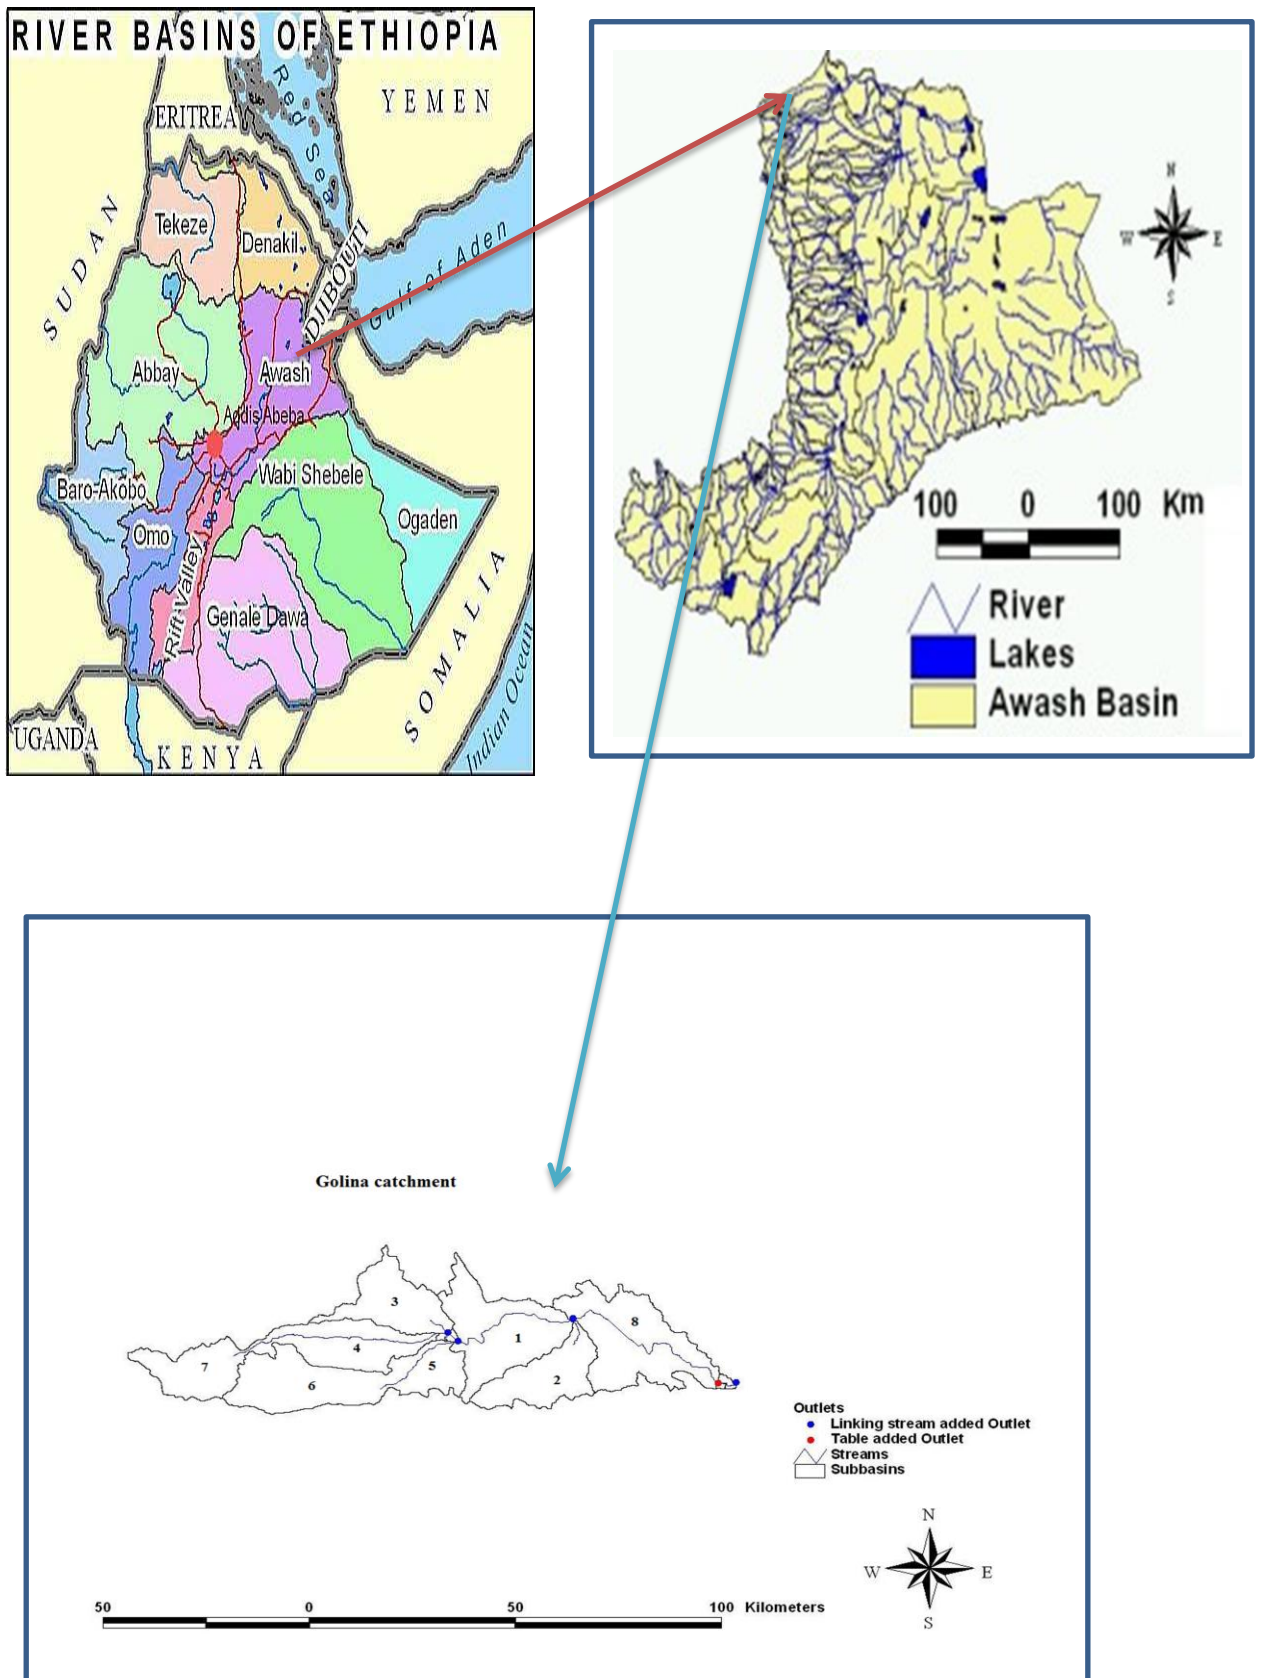 RIVER BASINS OF ETHIOPIA
Red Sea
YEMEN
ERITREA
SUDAN
Tekeze
Denakil
DJIBOUTI
Gulf of Aden
Abbay
Awash
Addis Abeba
Wabi Shebele
Baro-Akobo
Ogaden
Omo
Rift Valley
Genale Dawa
SOMALIA
Indian Ocean
UGANDA
KENYA
N
W E
S
100 0 100 Km
River
Lakes
Awash Basin
Golina catchment
3
8
1
4
5
7
2
6
Outlets
Linking stream added Outlet
Table added Outlet
Streams
Subbasins
N
W E
S
50 0 50 100 Kilometers